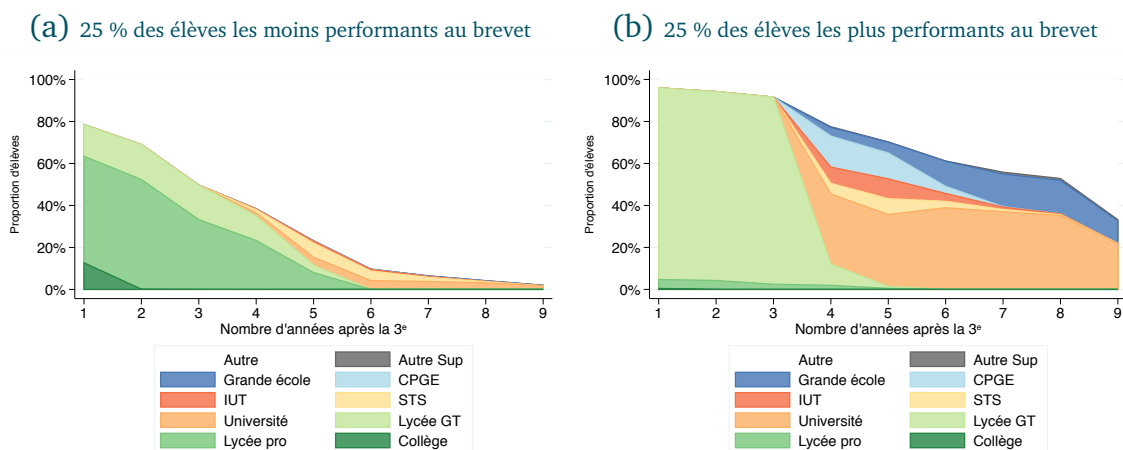 (a) 25 % des élèves les moins performants au brevet
100%
80%
60%
40%
20%
0%
Proportion d'élèves
1 2 3 4 5 6 7 8 9
Nombre d'années après la 3e
Autre Autre Sup
Grande école CPGE
IUT STS
Université Lycée GT
Lycée pro Collège
(b) 25 % des élèves les plus performants au brevet
100%
80%
60%
40%
20%
0%
Proportion d'élèves
1 2 3 4 5 6 7 8 9
Nombre d'années après la 3e
Autre Autre Sup
Grande école CPGE
IUT STS
Université Lycée GT
Lycée pro Collège